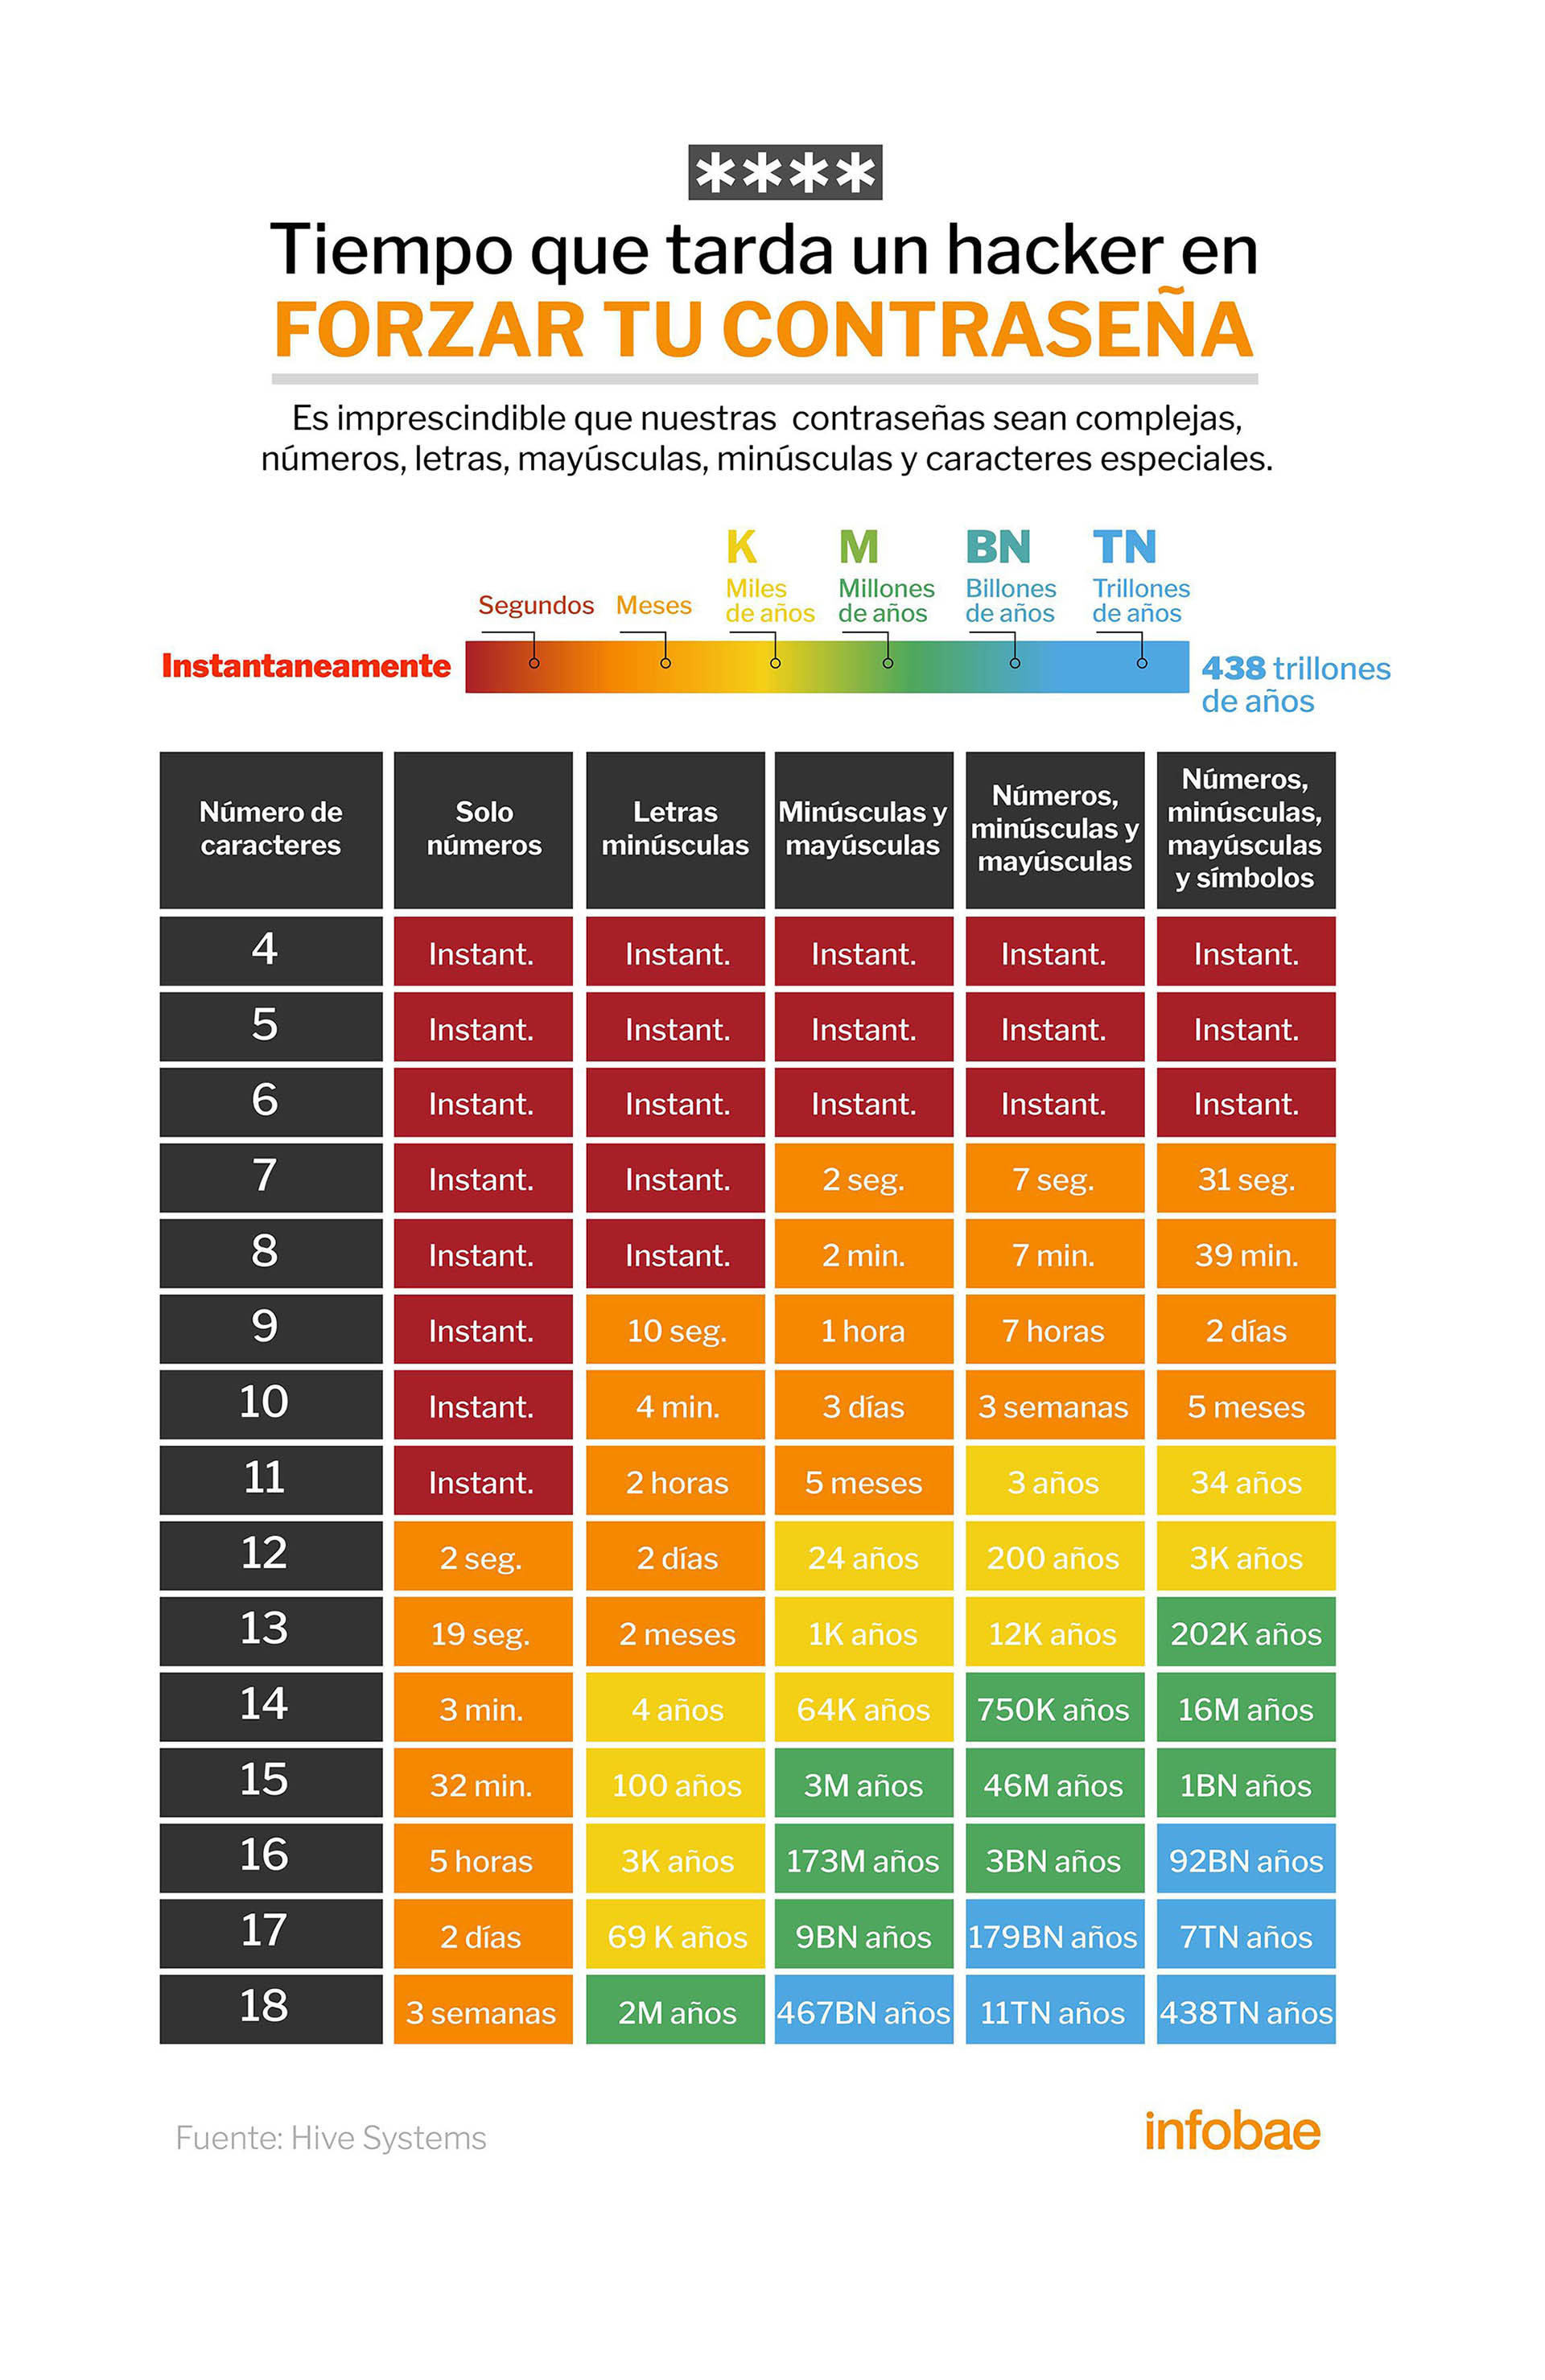 ****
Tiempo que tarda un hacker en
FORZAR TU CONTRASEÑA
Es imprescindible que nuestras contraseñas sean complejas,
números, letras, mayúsculas, minúsculas y caracteres especiales.
Instantaneamente
Segundos
Meses
K
Miles
de años
M
Millones
de años
BN
Billones
de años
TN
Trillones
de años
438 trillones
de años
Número de
caracteres
Solo
números
Letras
minúsculas
Minúsculas y
mayúsculas
Números,
minúsculas y
mayúsculas
Números,
minúsculas,
mayúsculas
y símbolos
4 Instant. Instant. Instant. Instant. Instant.
5 Instant. Instant. Instant. Instant. Instant.
6 Instant. Instant. Instant. Instant. Instant.
7 Instant. Instant. 2 seg. 7 seg. 31 seg.
8 Instant. Instant. 2 min. 7 min. 39 min.
9 Instant. 10 seg. 1 hora 7 horas 2 días
10 Instant. 4 min. 3 días 3 semanas 5 meses
11 Instant. 2 horas 5 meses 3 años 34 años
12 2 seg. 2 días 24 años 200 años 3K años
13 19 seg. 2 meses 1K años 12K años 202K años
14 3 min. 4 años 64K años 750K años 16M años
15 32 min. 100 años 3M años 46M años 1BN años
16 5 horas 3K años 173M años 3BN años 92BN años
17 2 días 69 K años 9BN años 179BN años 7TN años
18 3 semanas 2M años 467BN años 11TN años 438TN años
Fuente: Hive Systems
infobae